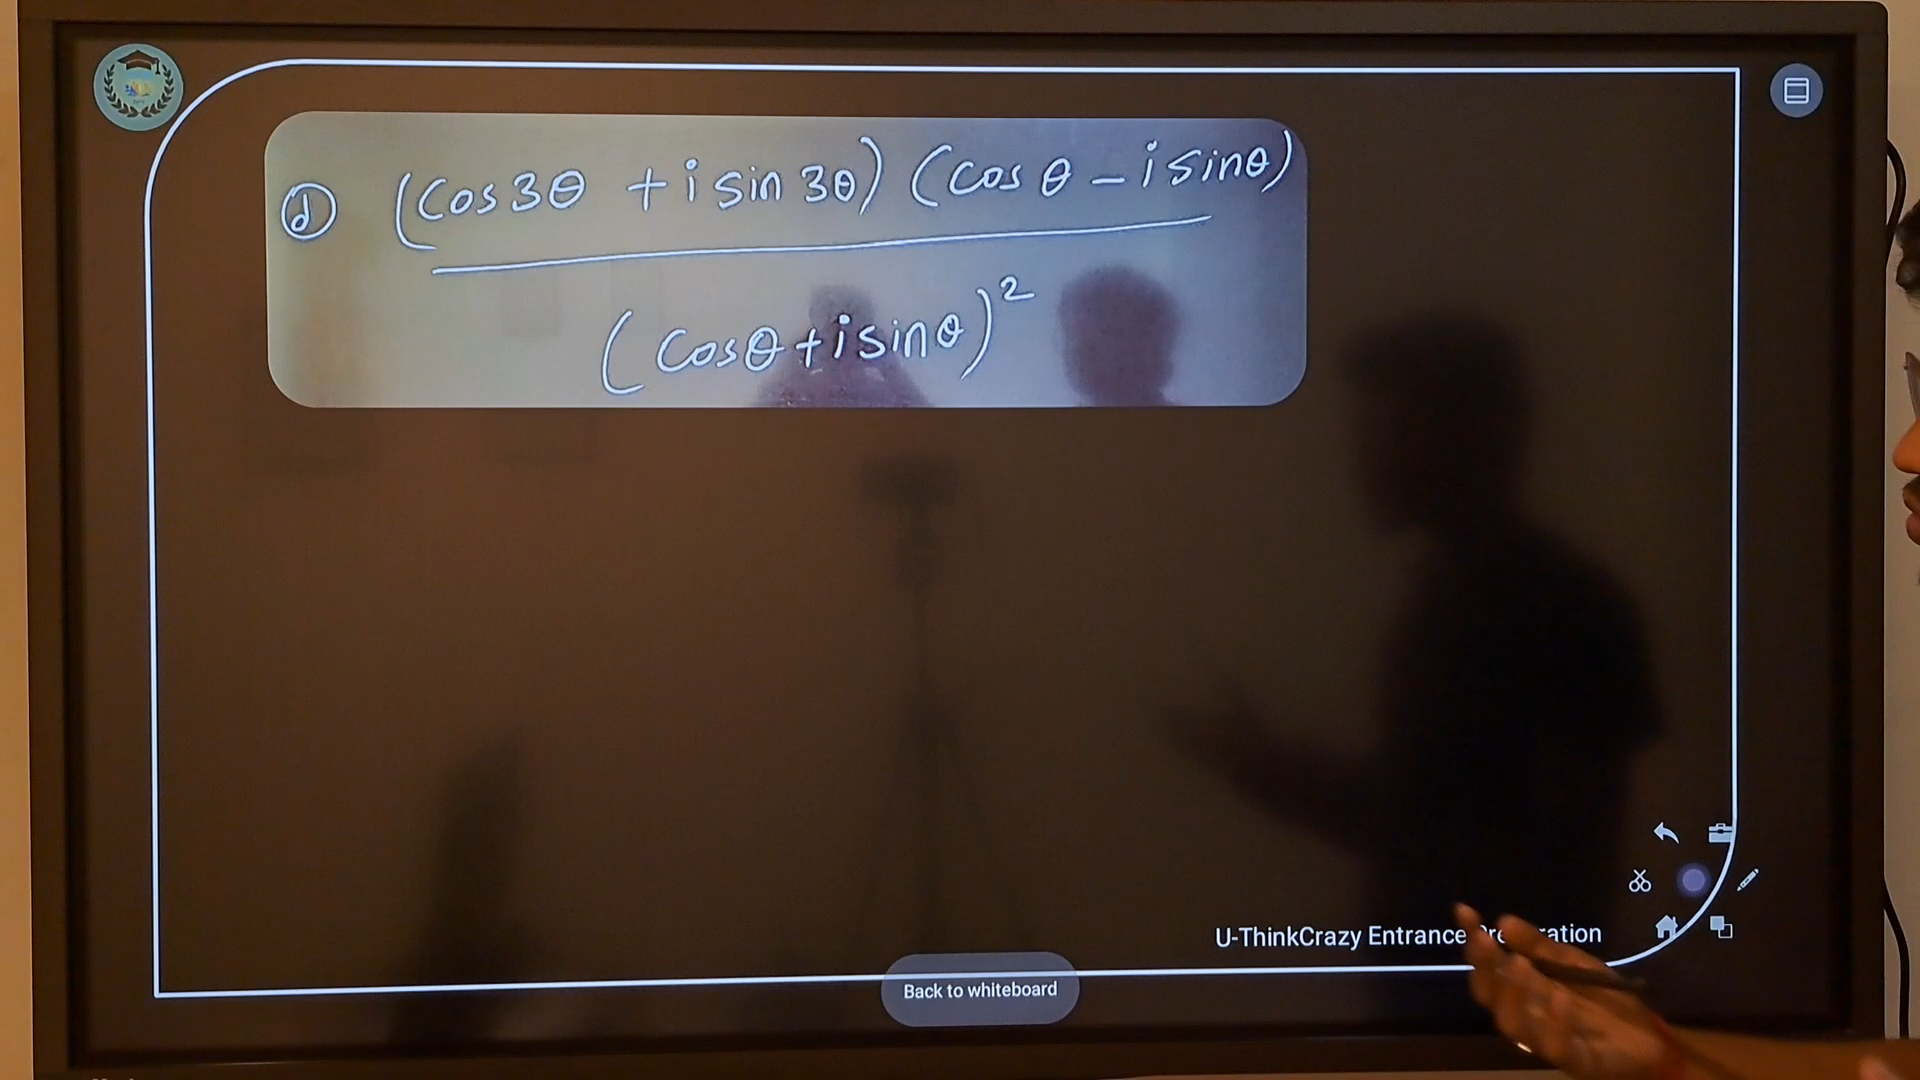 d (cos3θ + i sin 3θ) (cos θ – i sinθ)
(cosθ + i sinθ)²
U-ThinkCrazy Entrance
Back to whiteboard